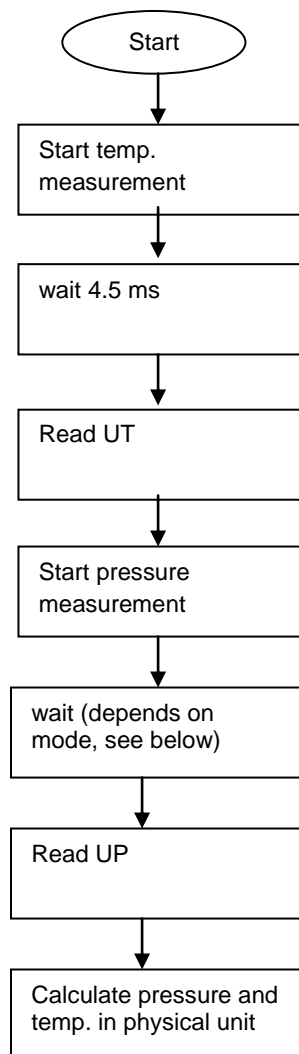 Start
Start temp.
measurement
wait 4.5 ms
Read UT
Start pressure
measurement
wait (depends on
mode, see below)
Read UP
Calculate pressure and
temp. in physical unit